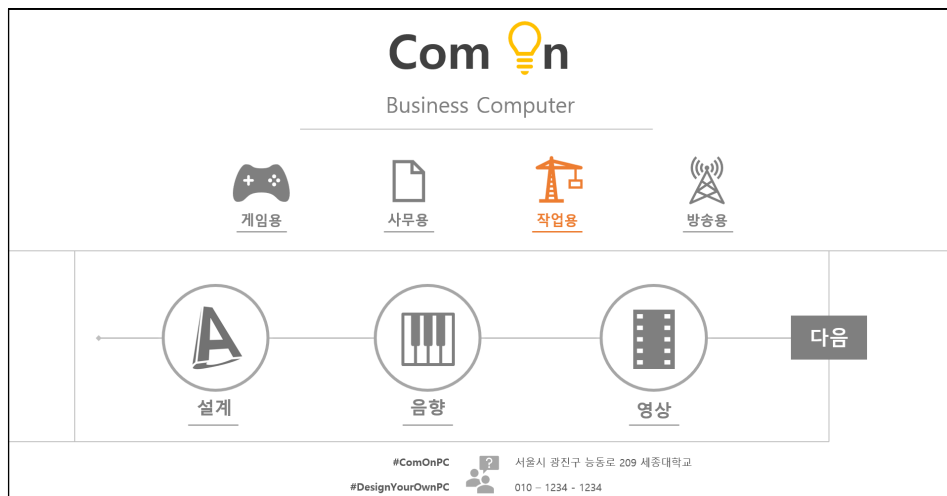 Com On
Business Computer
게임용 사무용 작업용 방송용
다음
설계 음향 영상
#ComOnPC 서울시 광진구 능동로 209 세종대학교
#DesignYourOwnPC 010 – 1234 - 1234